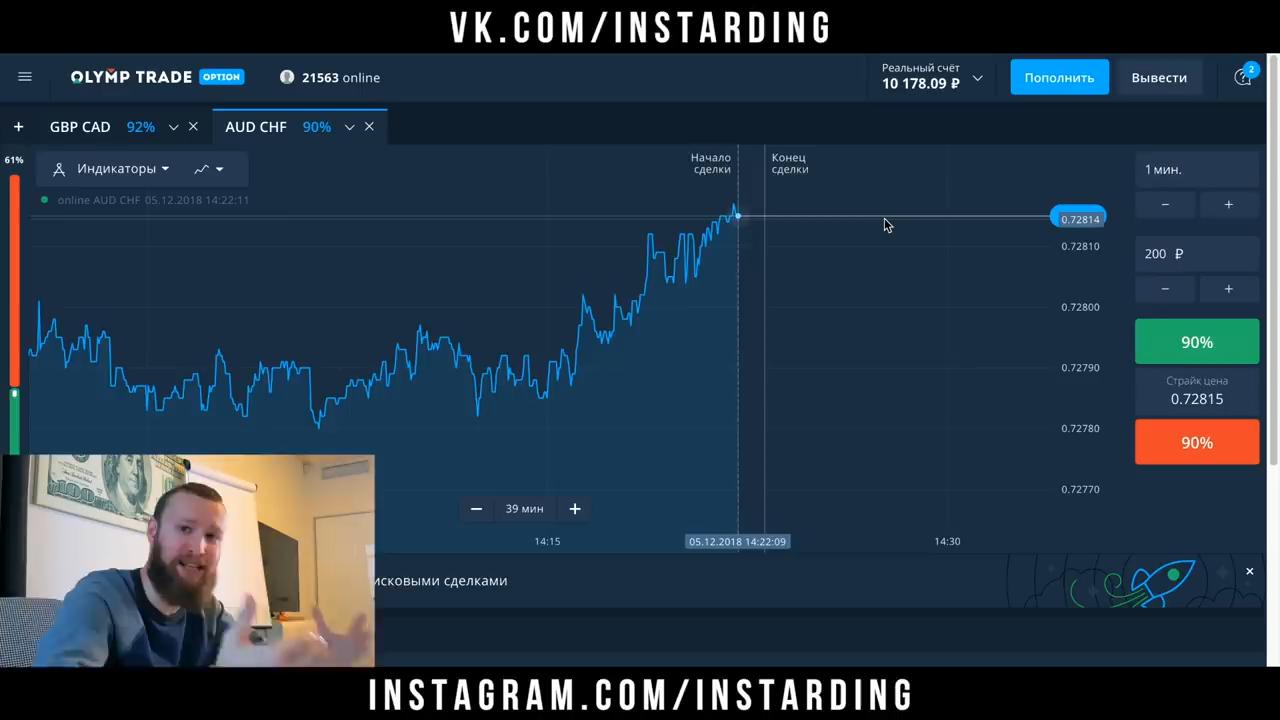 VK.COM/INSTARDING
OLYMP TRADE OPTION
21563 online
Реальный счёт
10 178.09 ₽
Пополнить
Вывести
2
+ GBP CAD 92%
AUD CHF 90%
61%
Индикаторы
online AUD CHF 05.12.2018 14:22:11
Начало
сделки
Конец
сделки
0.72814
0.72810
0.72800
0.72790
0.72780
0.72770
1 мин.
− +
200 ₽
− +
90%
Страйк цена
0.72815
90%
− 39 мин +
14:15
05.12.2018 14:22:09
14:30
исковыми сделками
INSTAGRAM.COM/INSTARDING